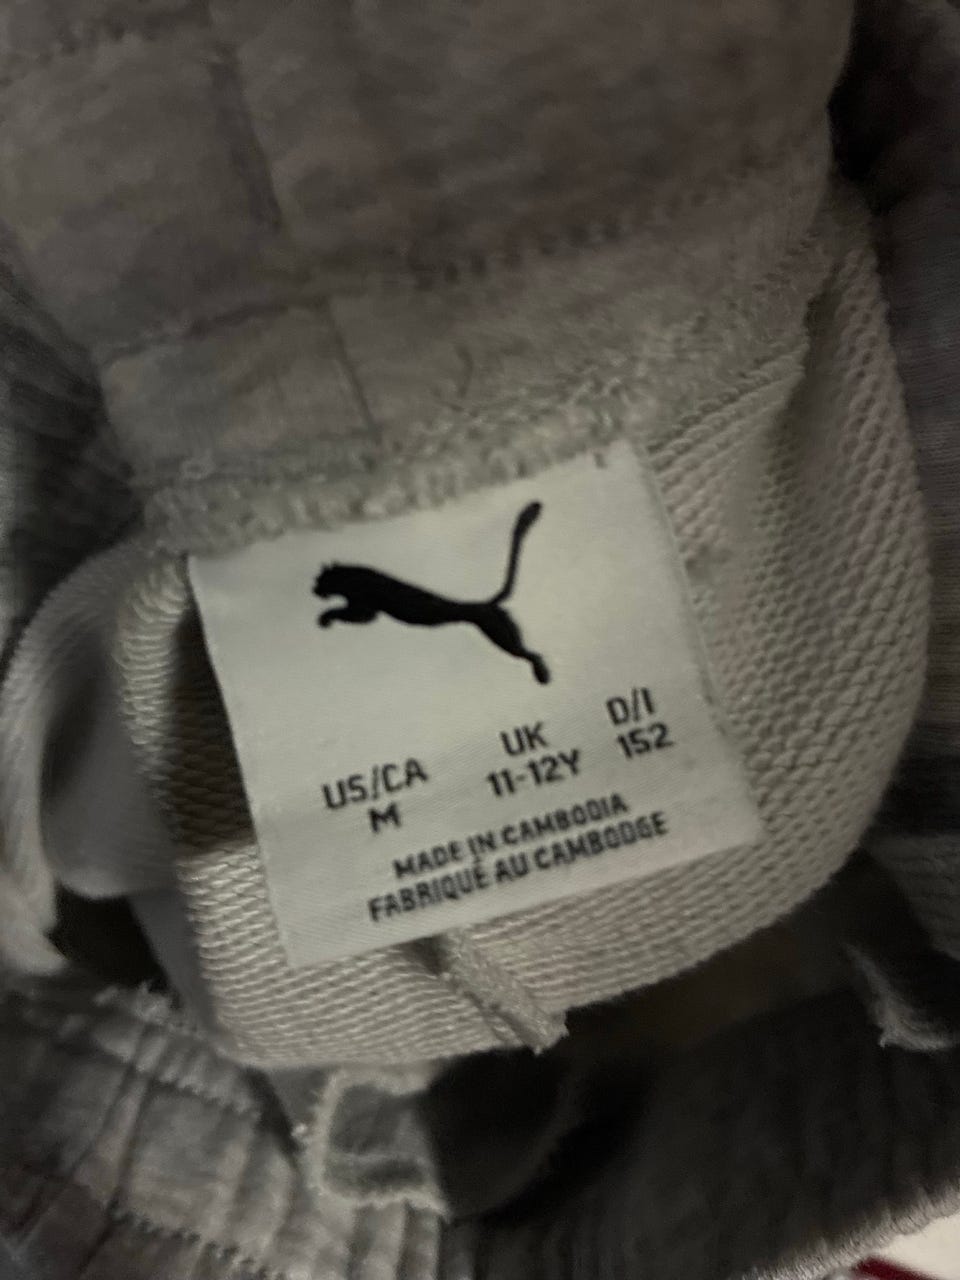 US/CA UK D/I
M 11-12Y 152
MADE IN CAMBODIA
FABRIQUÉ AU CAMBODGE